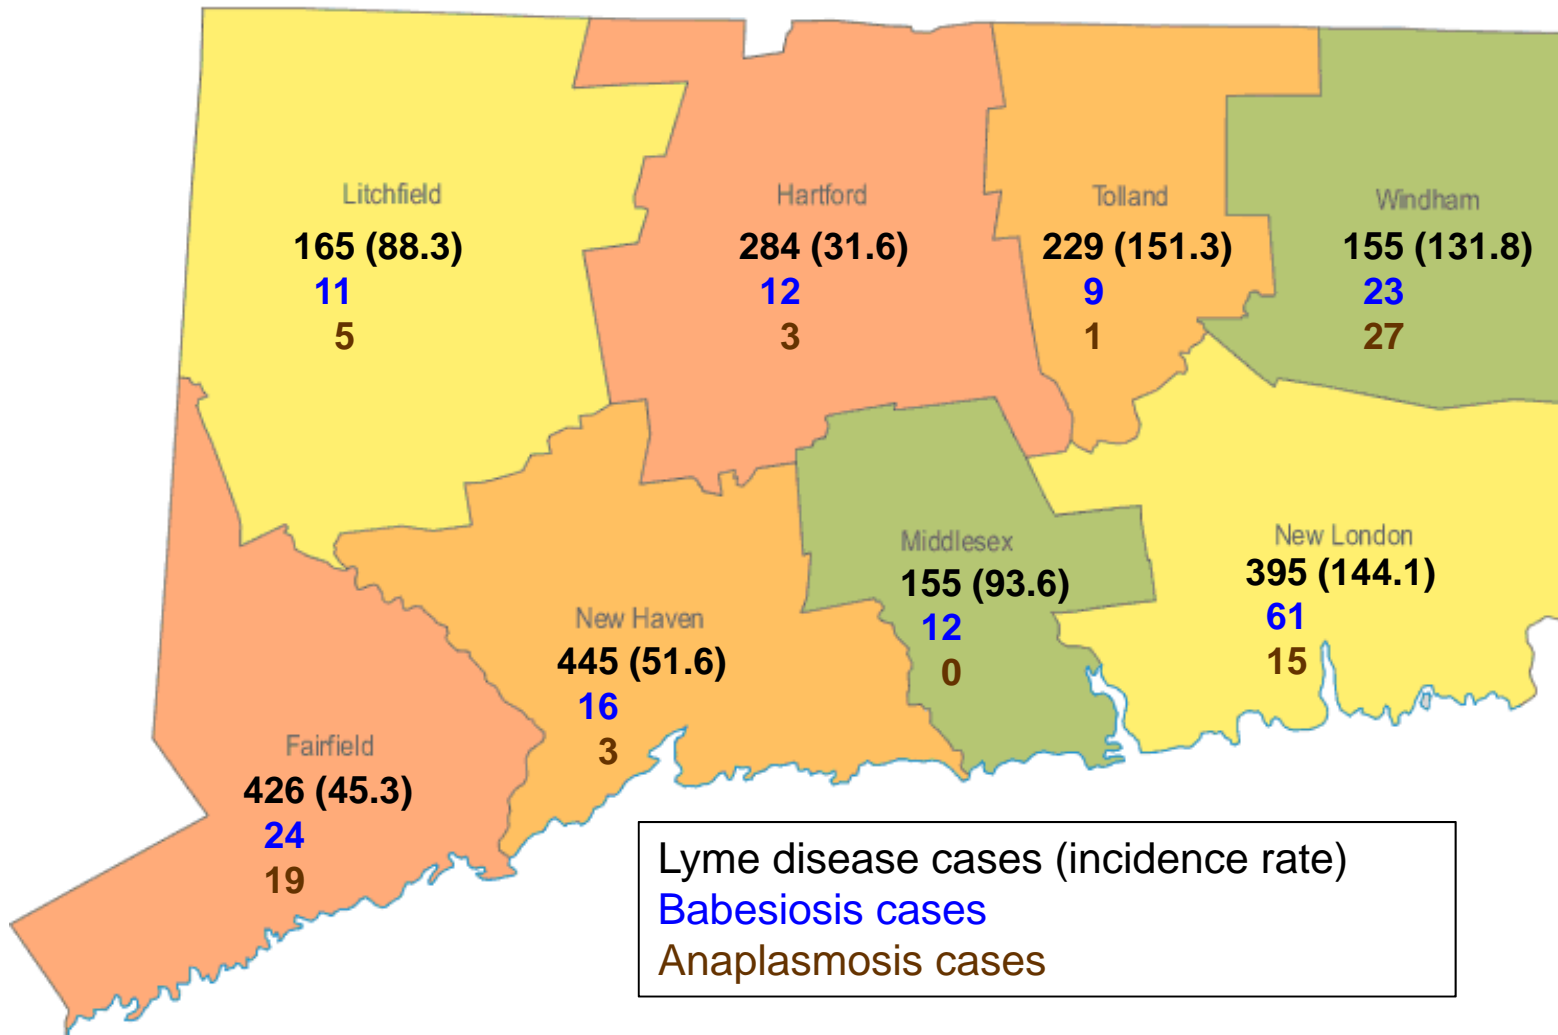 Litchfield
165 (88.3)
11
5
Hartford
284 (31.6)
12
3
Tolland
229 (151.3)
9
1
Windham
155 (131.8)
23
27
Middlesex
155 (93.6)
12
0
New London
395 (144.1)
61
15
New Haven
445 (51.6)
16
3
Fairfield
426 (45.3)
24
19
Lyme disease cases (incidence rate)
Babesiosis cases
Anaplasmosis cases